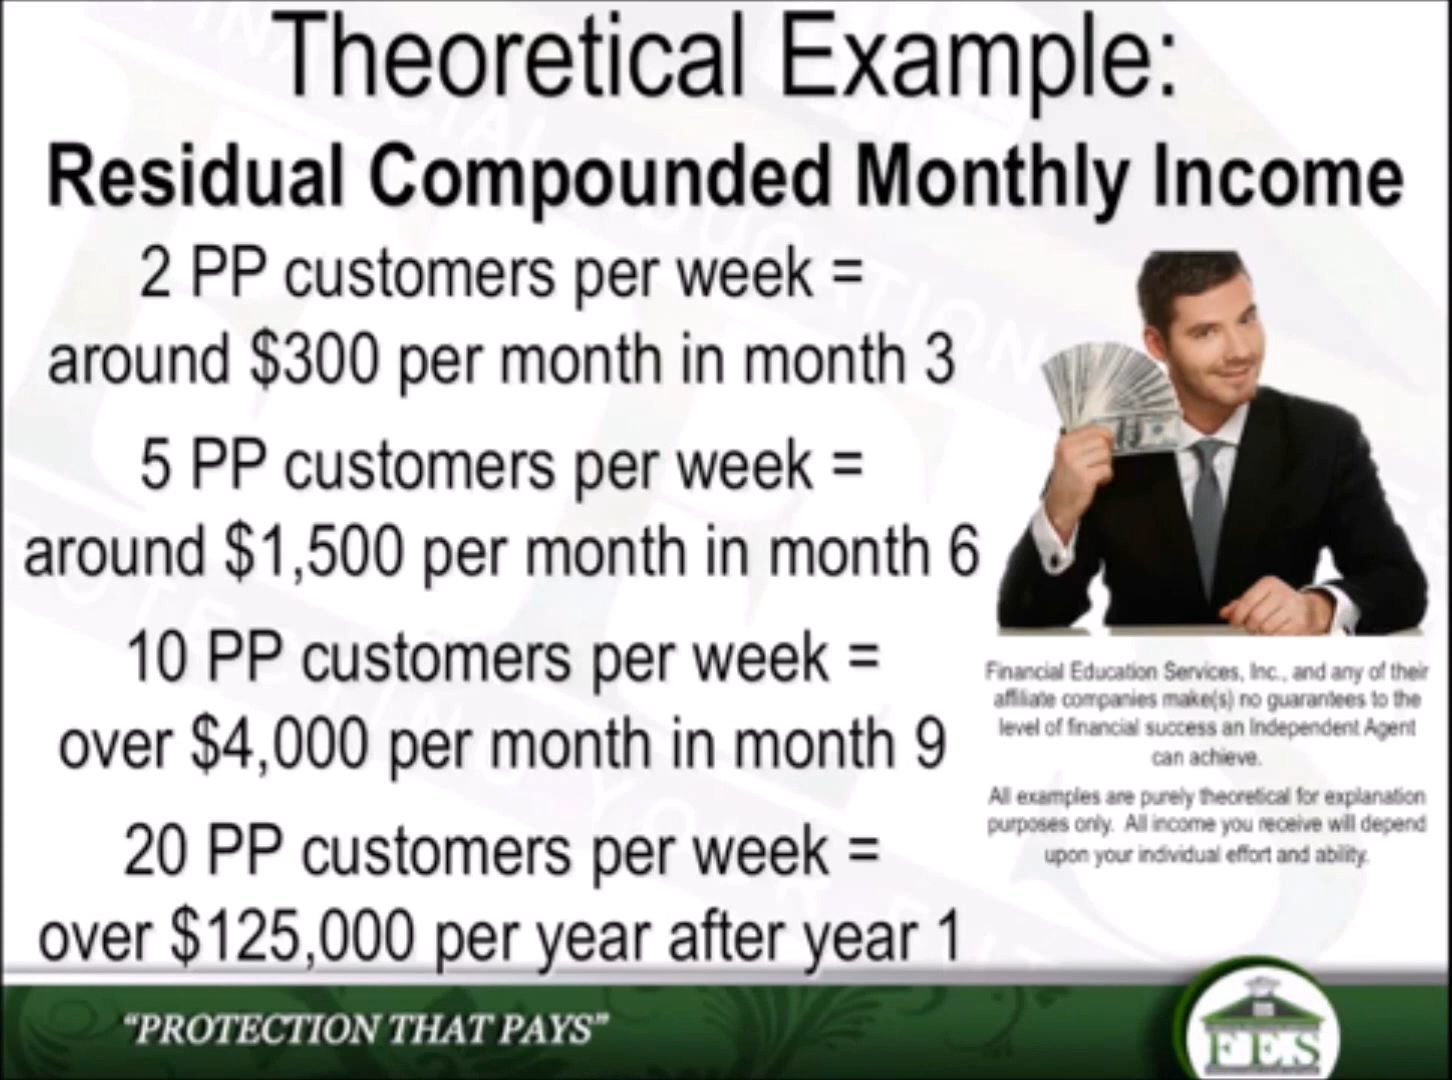 Theoretical Example:
Residual Compounded Monthly Income
2 PP customers per week =
around $300 per month in month 3
5 PP customers per week =
around $1,500 per month in month 6
10 PP customers per week =
over $4,000 per month in month 9
20 PP customers per week =
over $125,000 per year after year 1
Financial Education Services, Inc., and any of their
affiliate companies make(s) no guarantees to the
level of financial success an Independent Agent
can achieve.
All examples are purely theoretical for explanation
purposes only. All income you receive will depend
upon your individual effort and ability.
“PROTECTION THAT PAYS”
FES